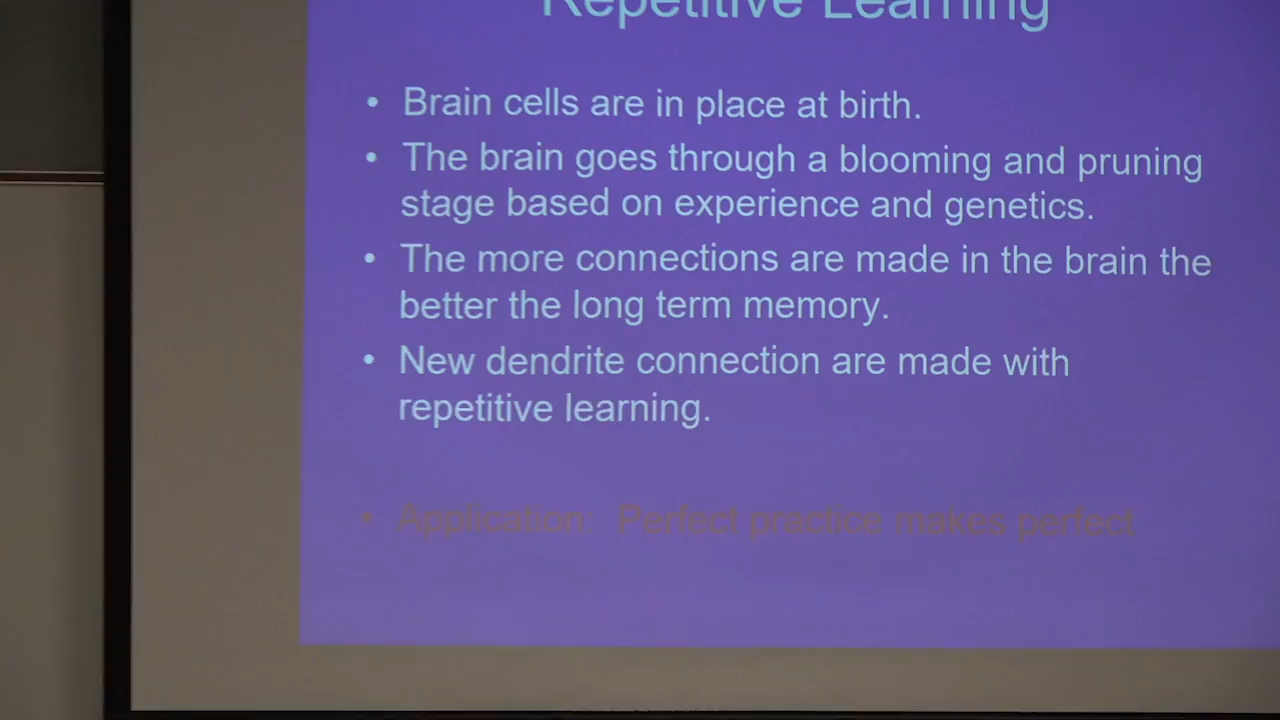 Repetitive Learning
• Brain cells are in place at birth.
• The brain goes through a blooming and pruning
stage based on experience and genetics.
• The more connections are made in the brain the
better the long term memory.
• New dendrite connection are made with
repetitive learning.
• Application: Perfect practice makes perfect